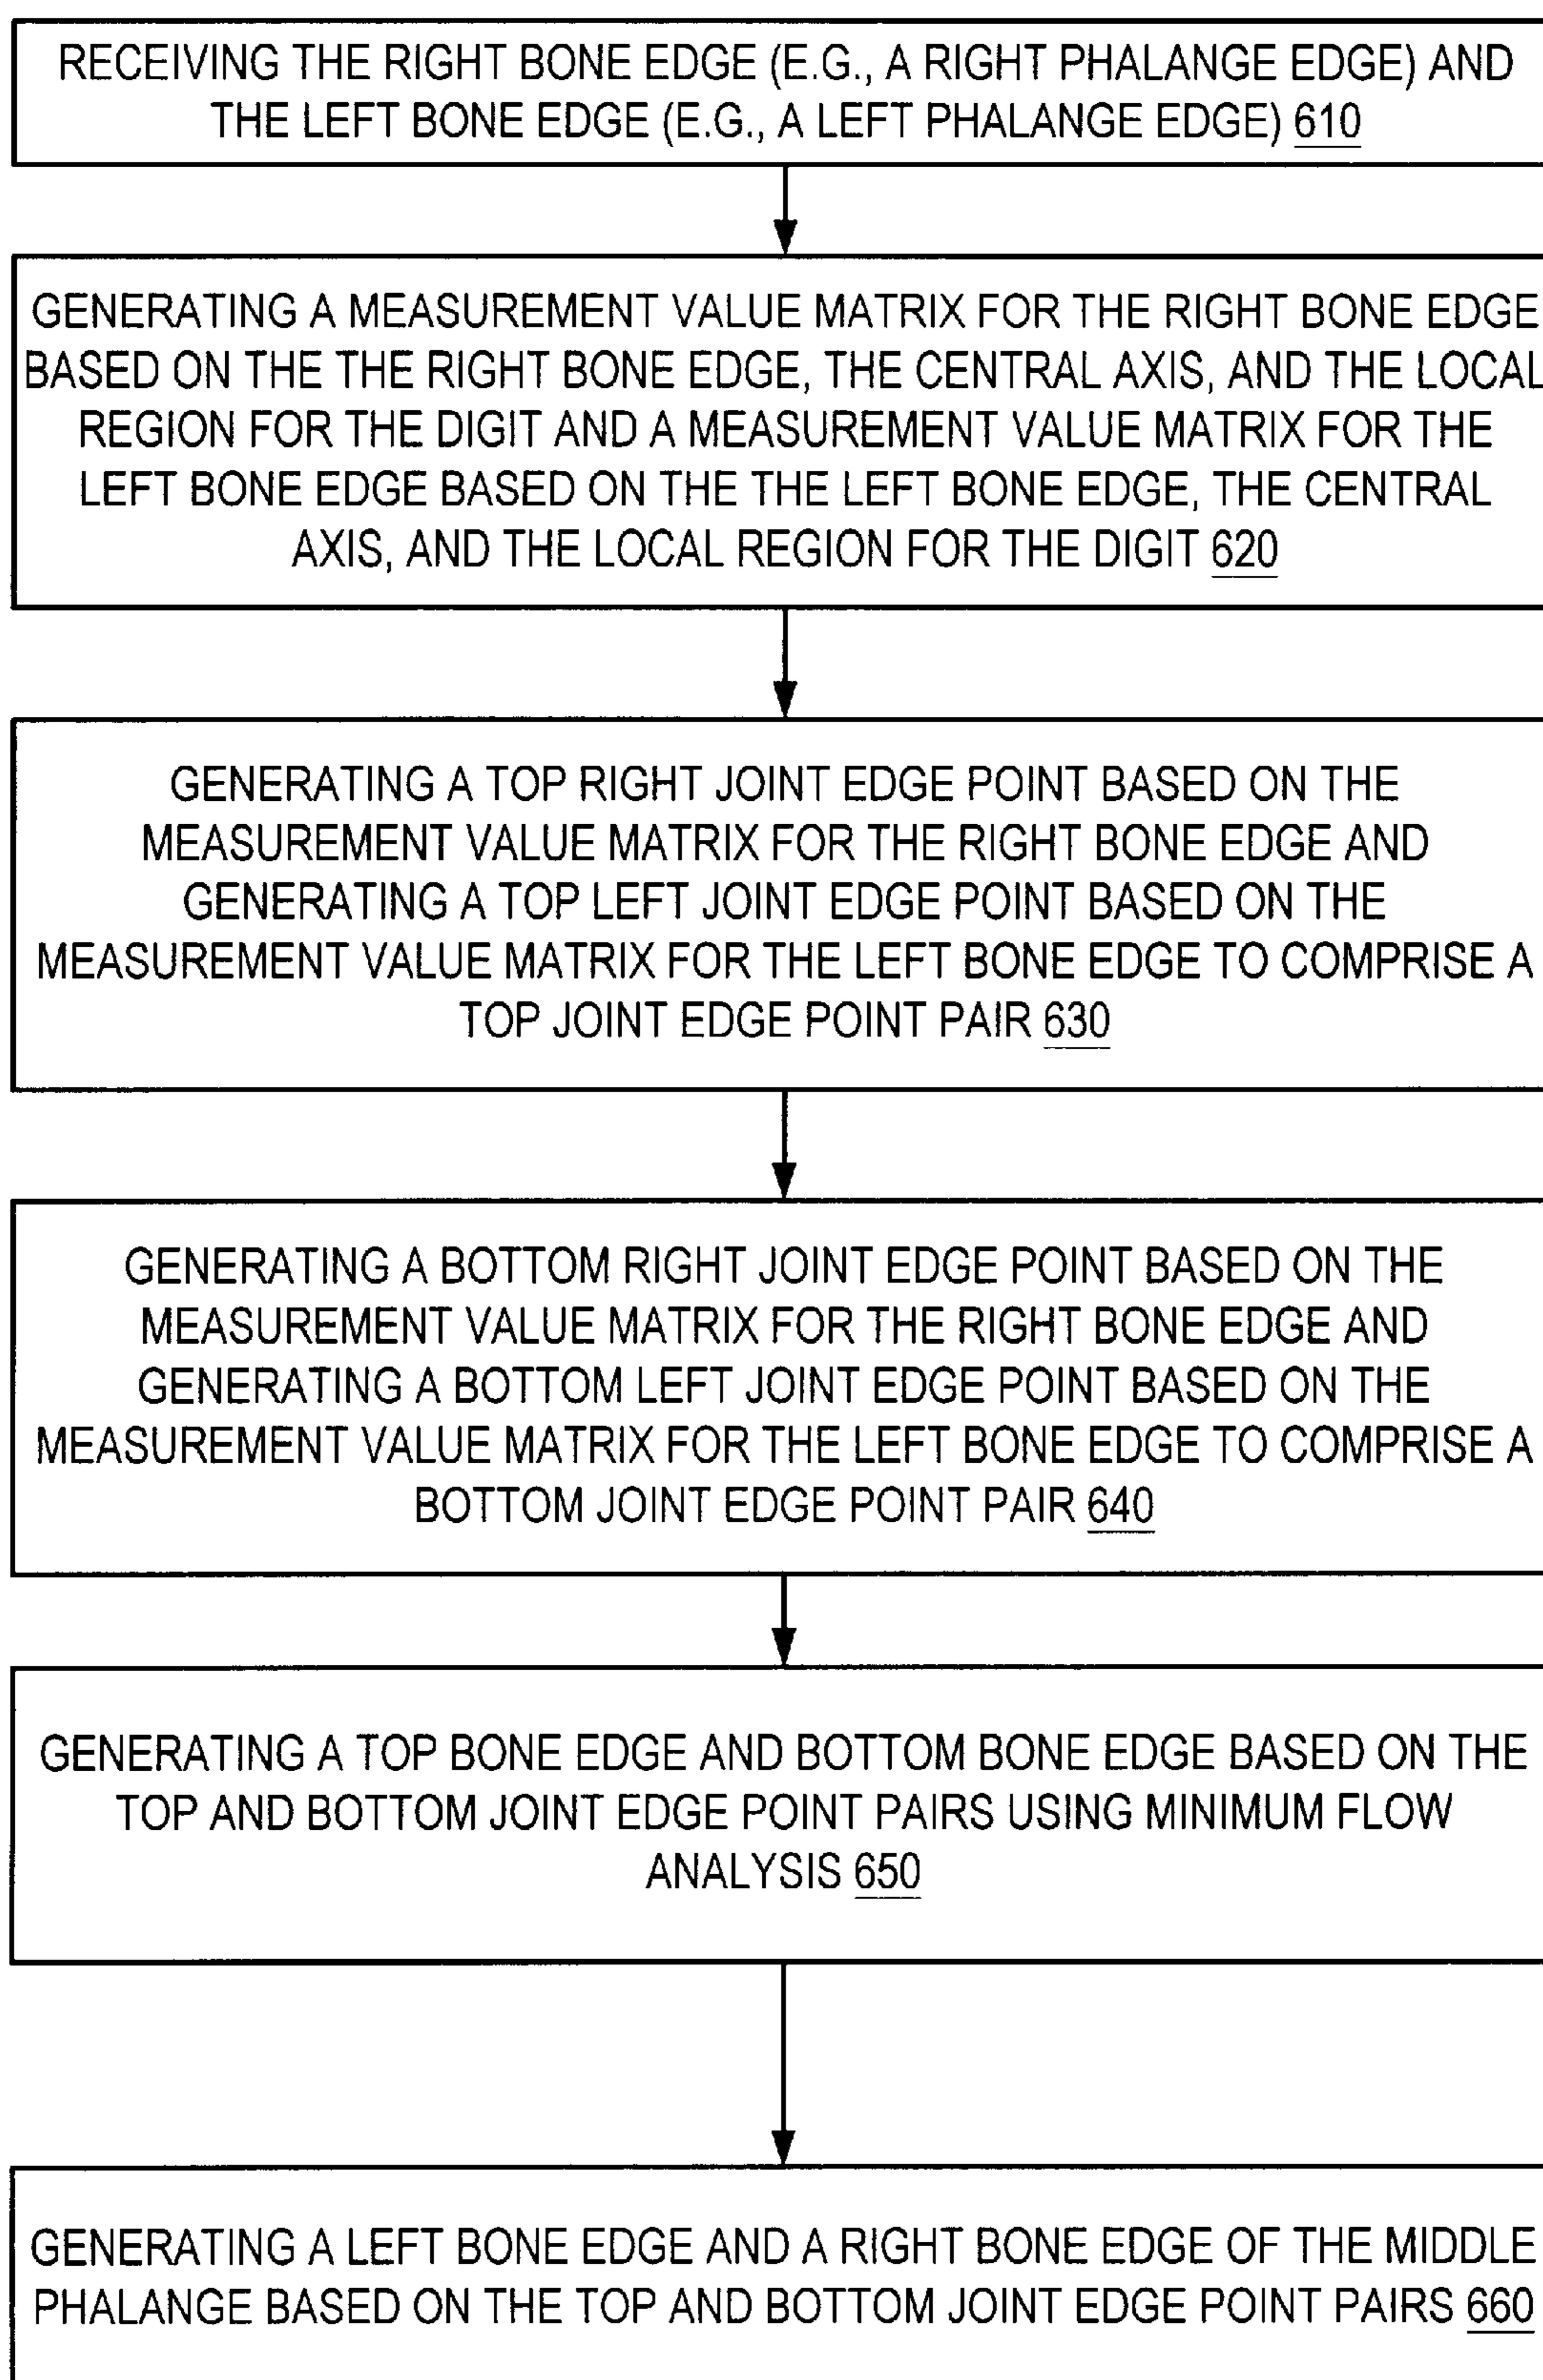 RECEIVING THE RIGHT BONE EDGE (E.G., A RIGHT PHALANGE EDGE) AND
THE LEFT BONE EDGE (E.G., A LEFT PHALANGE EDGE) 610
GENERATING A MEASUREMENT VALUE MATRIX FOR THE RIGHT BONE EDGE
BASED ON THE THE RIGHT BONE EDGE, THE CENTRAL AXIS, AND THE LOCAL
REGION FOR THE DIGIT AND A MEASUREMENT VALUE MATRIX FOR THE
LEFT BONE EDGE BASED ON THE THE LEFT BONE EDGE, THE CENTRAL
AXIS, AND THE LOCAL REGION FOR THE DIGIT 620
GENERATING A TOP RIGHT JOINT EDGE POINT BASED ON THE
MEASUREMENT VALUE MATRIX FOR THE RIGHT BONE EDGE AND
GENERATING A TOP LEFT JOINT EDGE POINT BASED ON THE
MEASUREMENT VALUE MATRIX FOR THE LEFT BONE EDGE TO COMPRISE A
TOP JOINT EDGE POINT PAIR 630
GENERATING A BOTTOM RIGHT JOINT EDGE POINT BASED ON THE
MEASUREMENT VALUE MATRIX FOR THE RIGHT BONE EDGE AND
GENERATING A BOTTOM LEFT JOINT EDGE POINT BASED ON THE
MEASUREMENT VALUE MATRIX FOR THE LEFT BONE EDGE TO COMPRISE A
BOTTOM JOINT EDGE POINT PAIR 640
GENERATING A TOP BONE EDGE AND BOTTOM BONE EDGE BASED ON THE
TOP AND BOTTOM JOINT EDGE POINT PAIRS USING MINIMUM FLOW
ANALYSIS 650
GENERATING A LEFT BONE EDGE AND A RIGHT BONE EDGE OF THE MIDDLE
PHALANGE BASED ON THE TOP AND BOTTOM JOINT EDGE POINT PAIRS 660